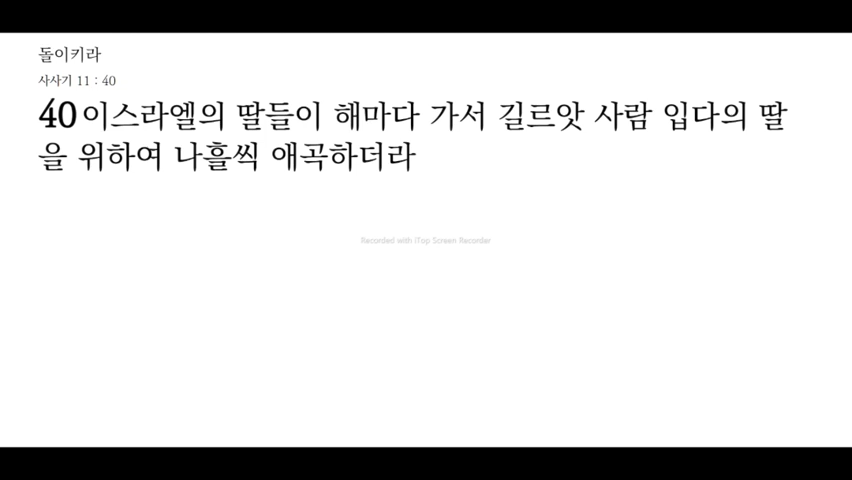 돌이키라
사사기 11 : 40
40 이스라엘의 딸들이 해마다 가서 길르앗 사람 입다의 딸
을 위하여 나흘씩 애곡하더라
Recorded with iTop Screen Recorder